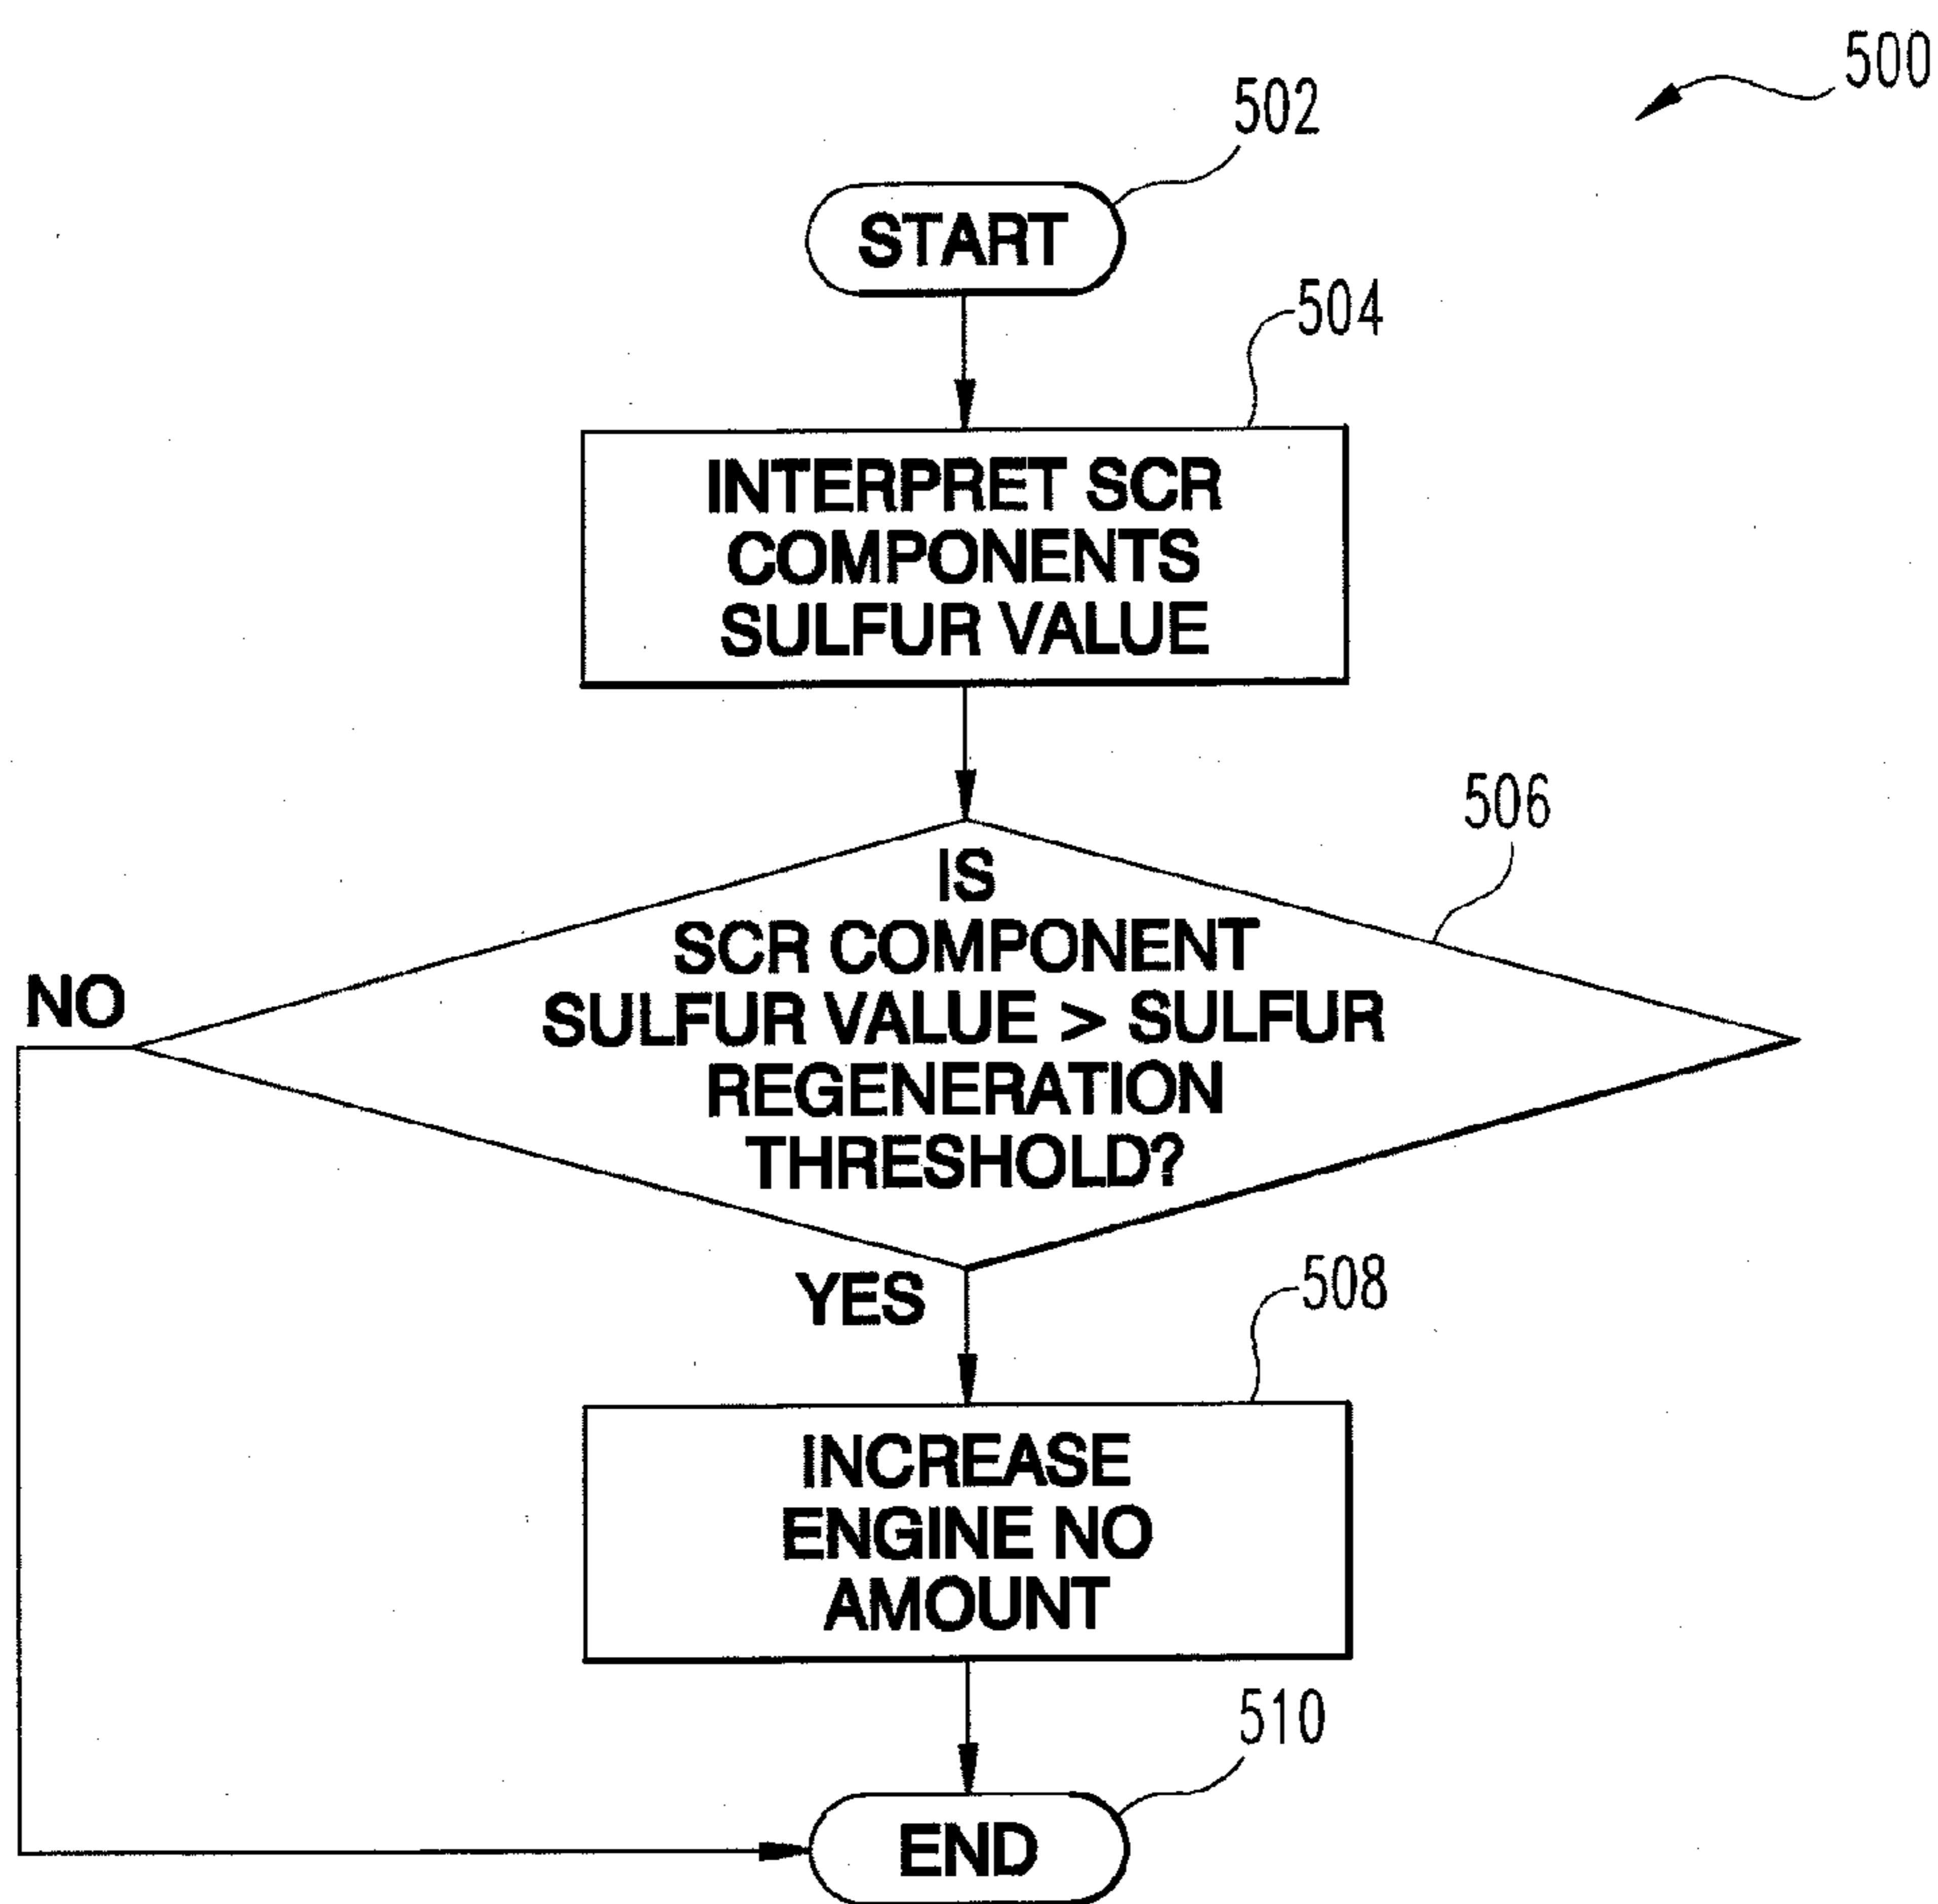 500
502
START
504
INTERPRET SCR
COMPONENTS
SULFUR VALUE
506
IS
SCR COMPONENT
SULFUR VALUE > SULFUR
REGENERATION
THRESHOLD?
NO
YES
508
INCREASE
ENGINE NO
AMOUNT
510
END